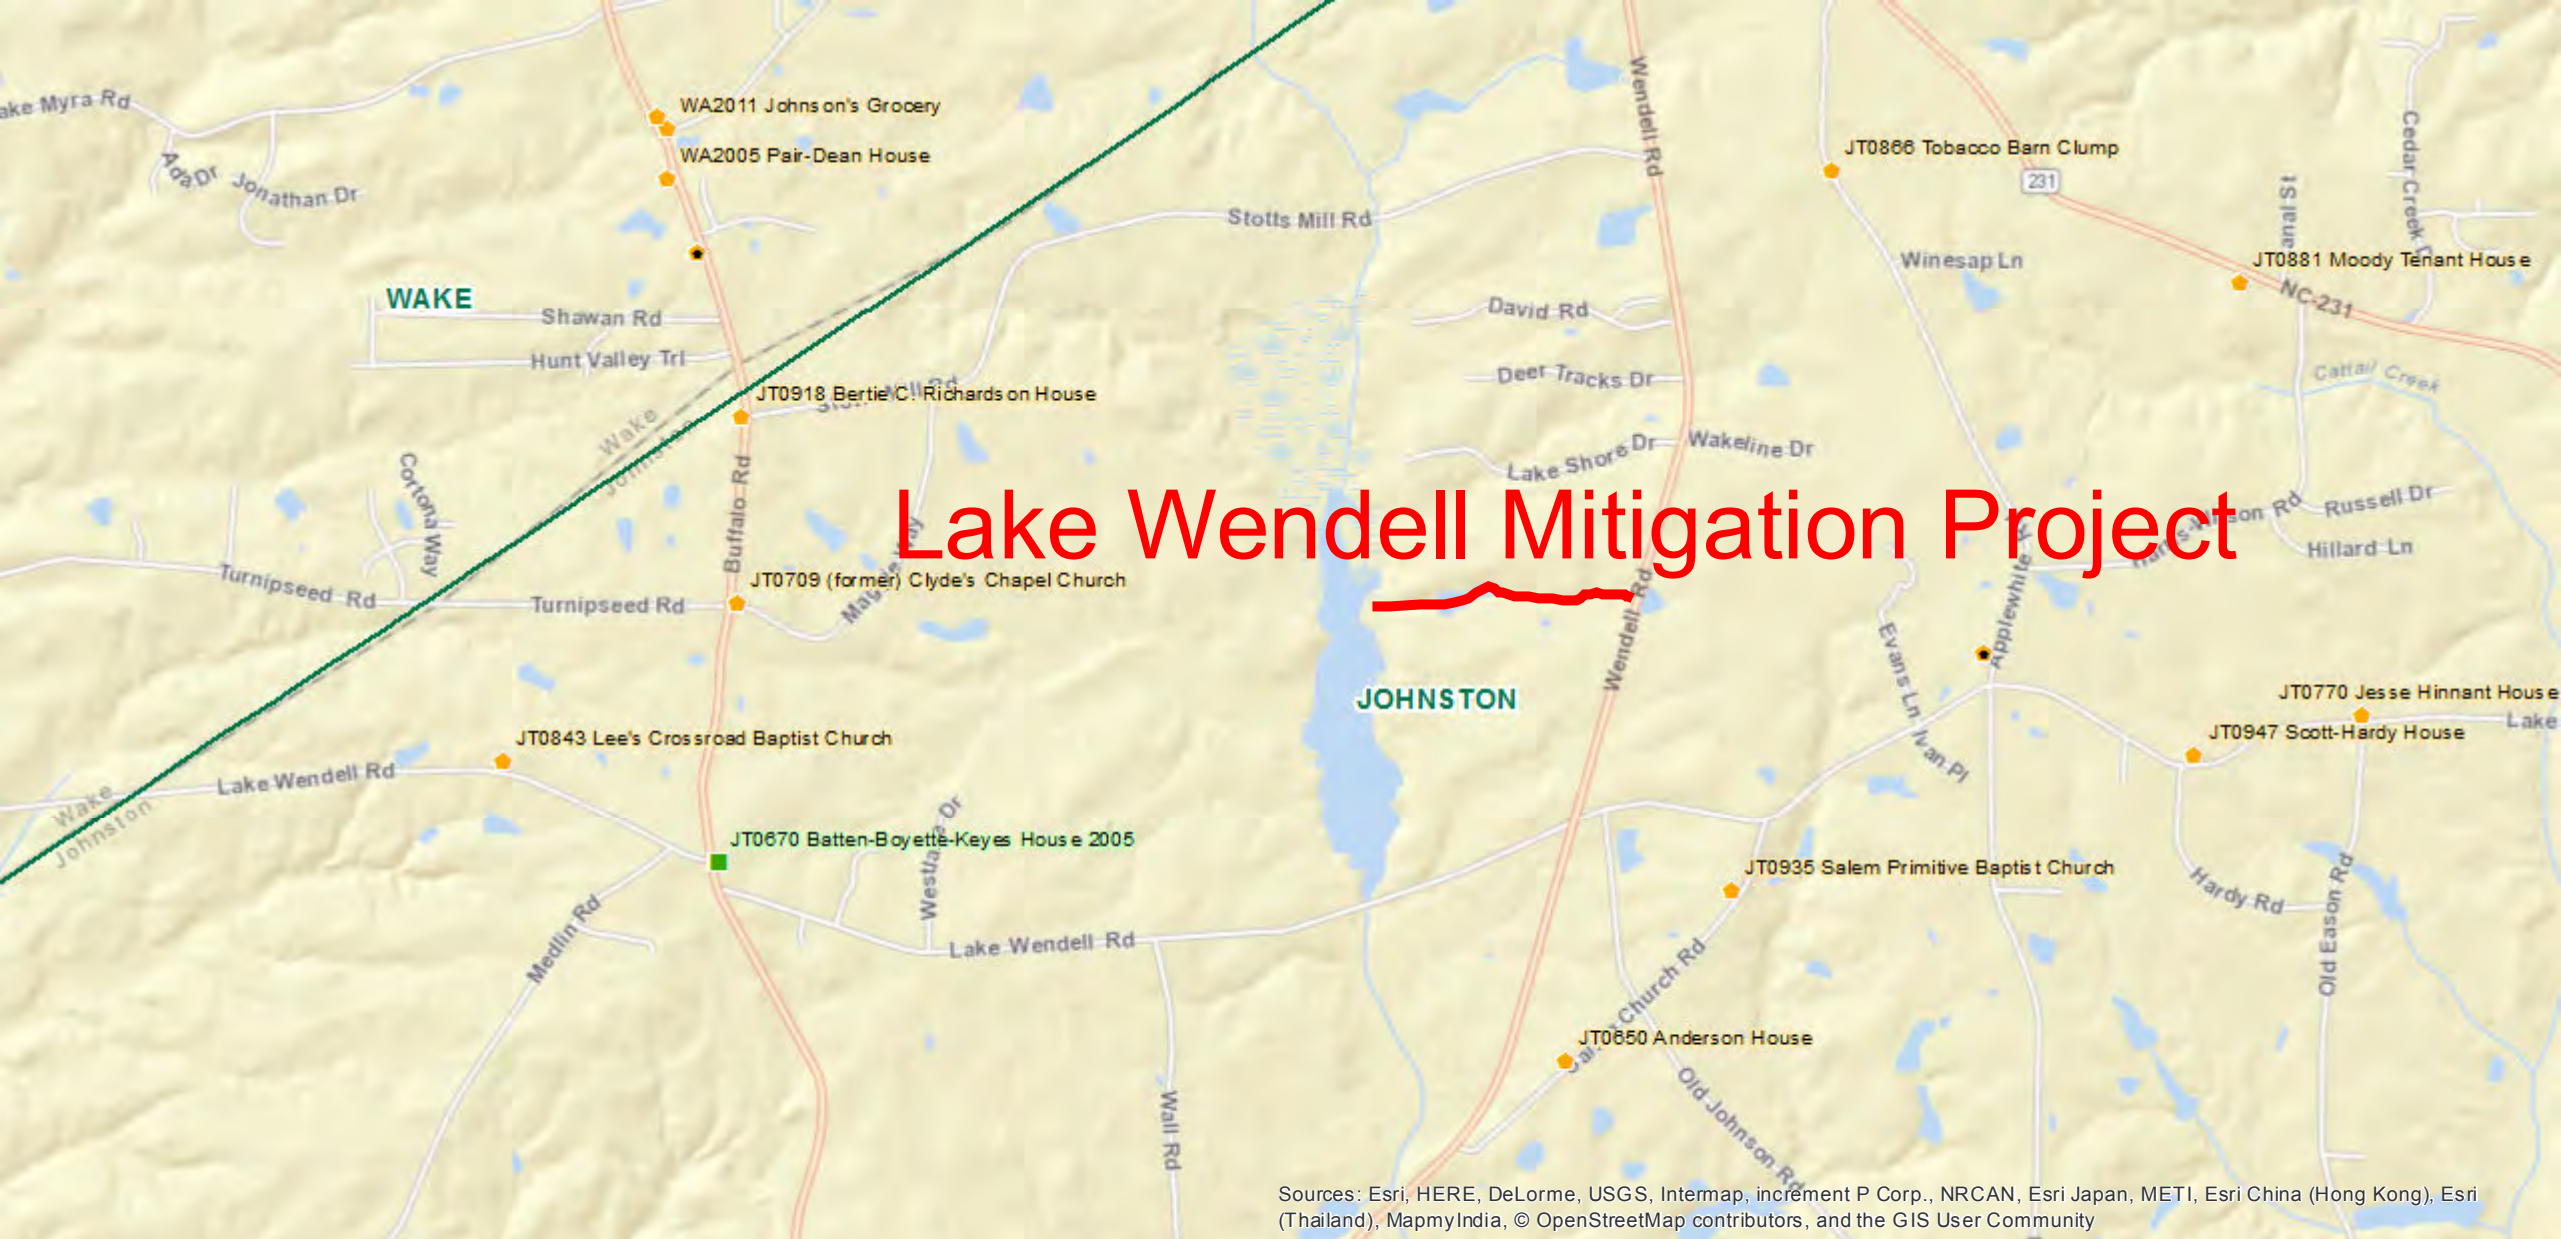 Lake Wendell Mitigation Project
ake Myra Rd
Ada Dr
Jonathan Dr
WA2011 Johnson's Grocery
WA2005 Pair-Dean House
Wendell Rd
JT0866 Tobacco Barn Clump
231
Cedar Creek D
anal St
Stotts Mill Rd
Winesap Ln
JT0881 Moody Tenant House
NC-231
WAKE
Shawan Rd
Hunt Valley Trl
David Rd
Deer Tracks Dr
Cattail Creek
JT0918 Bertie C. Richardson House
Wake
Johnston
Lake Shore Dr
Wakeline Dr
Cortona Way
Buffalo Rd
Russell Dr
Hillard Ln
Turnipseed Rd
Turnipseed Rd
JT0709 (former) Clyde's Chapel Church
Wendell Rd
Applewhite R
Evans Ln
Ivan Pl
JOHNSTON
JT0770 Jesse Hinnant House
Lake
JT0947 Scott-Hardy House
JT0843 Lee's Crossroad Baptist Church
Lake Wendell Rd
Wake
Johnston
JT0670 Batten-Boyette-Keyes House 2005
JT0935 Salem Primitive Baptist Church
Hardy Rd
Old Eason Rd
Medlin Rd
Lake Wendell Rd
Church Rd
JT0650 Anderson House
Old Johnson Rd
Wall Rd
Sources: Esri, HERE, DeLorme, USGS, Intermap, increment P Corp., NRCAN, Esri Japan, METI, Esri China (Hong Kong), Esri
(Thailand), MapmyIndia, © OpenStreetMap contributors, and the GIS User Community